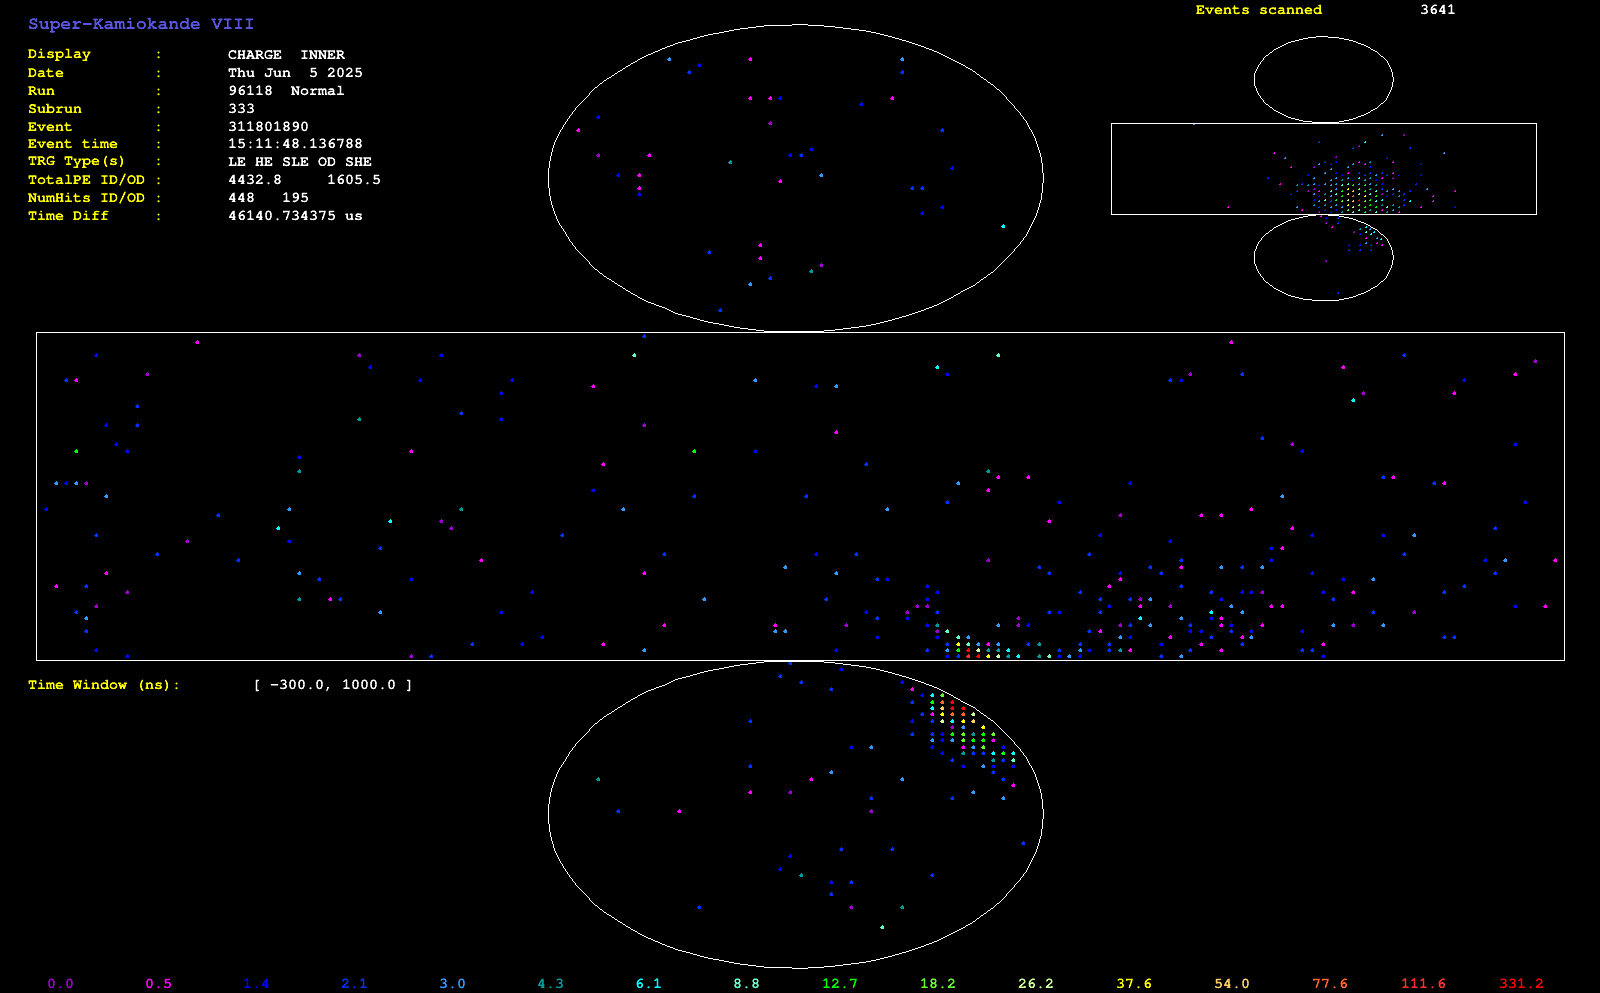 Super-Kamiokande VIII
Events scanned 3641
Display : CHARGE INNER
Date : Thu Jun 5 2025
Run : 96118 Normal
Subrun : 333
Event : 311801890
Event time : 15:11:48.136788
TRG Type(s) : LE HE SLE OD SHE
TotalPE ID/OD : 4432.8 1605.5
NumHits ID/OD : 448 195
Time Diff : 46140.734375 us
Time Window (ns): [ -300.0, 1000.0 ]
0.0 0.5 1.4 2.1 3.0 4.3 6.1 8.8 12.7 18.2 26.2 37.6 54.0 77.6 111.6 331.2